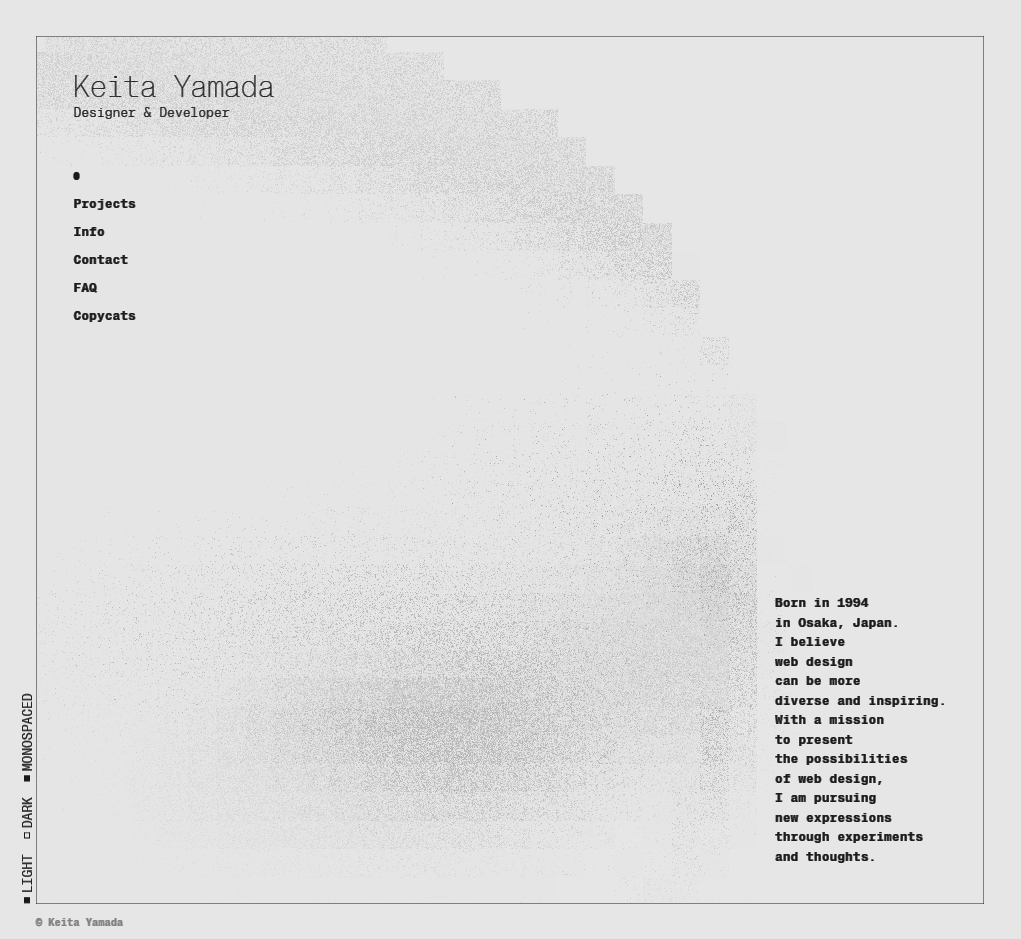 Keita Yamada
Designer & Developer
Projects
Info
Contact
FAQ
Copycats
Born in 1994
in Osaka, Japan.
I believe
web design
can be more
diverse and inspiring.
With a mission
to present
the possibilities
of web design,
I am pursuing
new expressions
through experiments
and thoughts.
LIGHT DARK MONOSPACED
© Keita Yamada